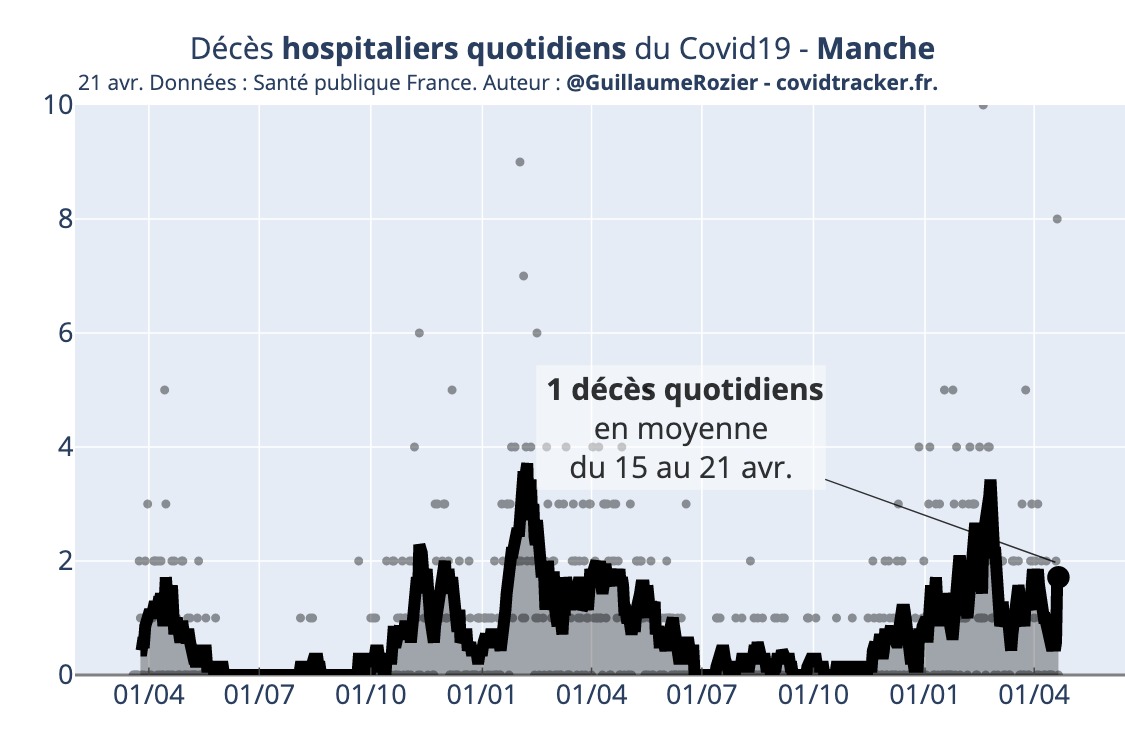 Décès hospitaliers quotidiens du Covid19 - Manche
21 avr. Données : Santé publique France. Auteur : @GuillaumeRozier - covidtracker.fr.
10
8
6
4
2
0
1 décès quotidiens
en moyenne
du 15 au 21 avr.
01/04 01/07 01/10 01/01 01/04 01/07 01/10 01/01 01/04